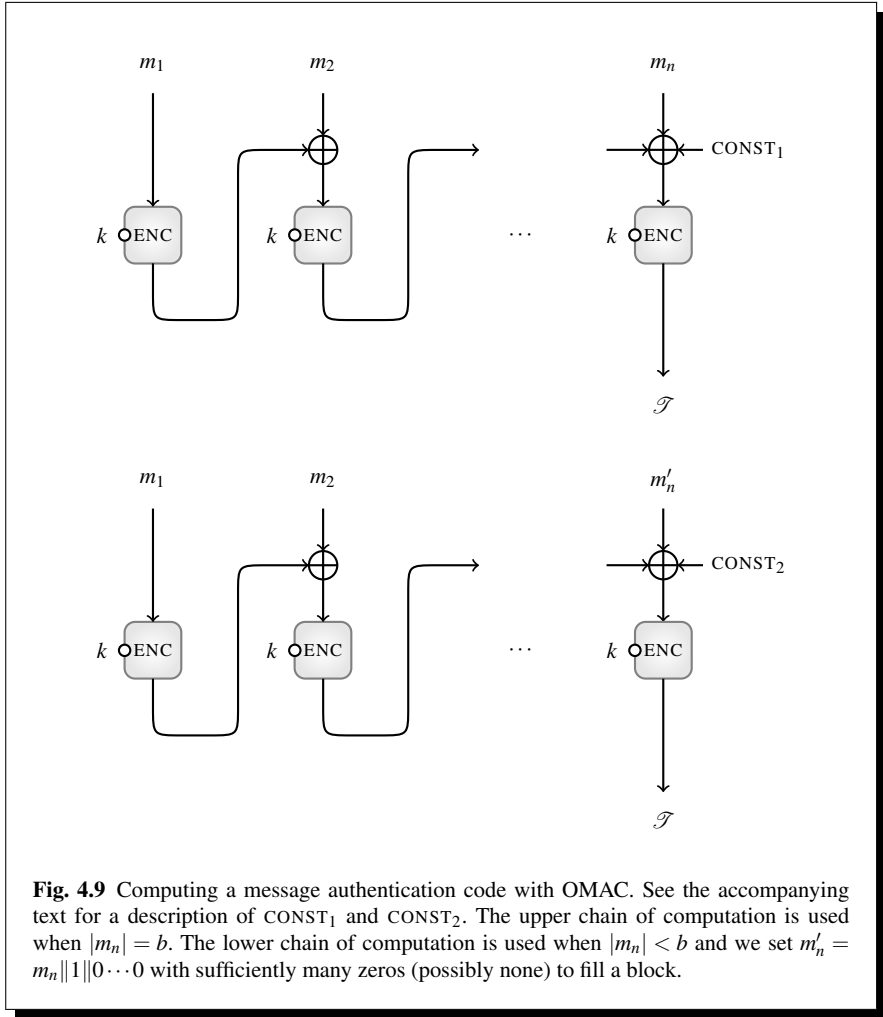 m₁ m₂ mₙ
CONST₁
k ENC k ENC ⋯ k ENC
𝒯
m₁ m₂ m′ₙ
CONST₂
k ENC k ENC ⋯ k ENC
𝒯
Fig. 4.9 Computing a message authentication code with OMAC. See the accompanying
text for a description of CONST₁ and CONST₂. The upper chain of computation is used
when |mₙ| = b. The lower chain of computation is used when |mₙ| < b and we set m′ₙ =
mₙ‖1‖0⋯0 with sufficiently many zeros (possibly none) to fill a block.